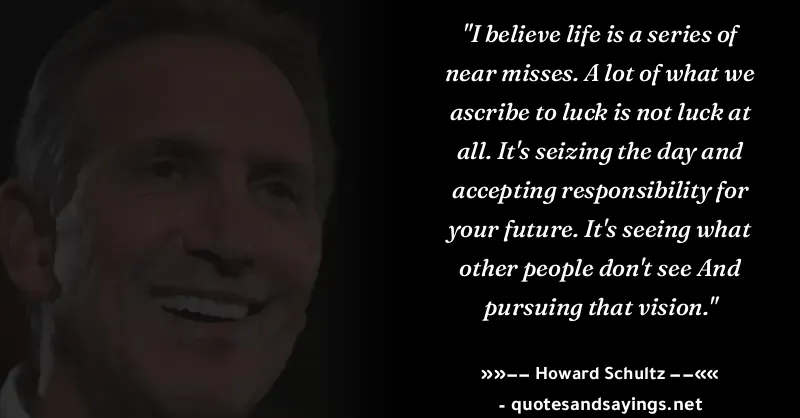 "I believe life is a series of
near misses. A lot of what we
ascribe to luck is not luck at
all. It's seizing the day and
accepting responsibility for
your future. It's seeing what
other people don't see And
pursuing that vision."
»»–– Howard Schultz ––««
- quotesandsayings.net